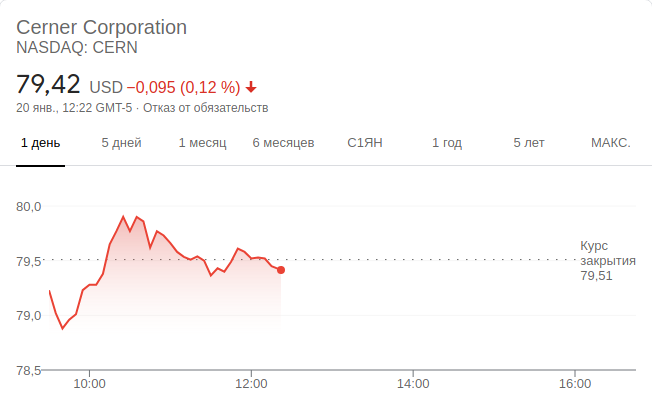 Cerner Corporation
NASDAQ: CERN
79,42 USD −0,095 (0,12 %)
20 янв., 12:22 GMT-5 · Отказ от обязательств
1 день 5 дней 1 месяц 6 месяцев С1ЯН 1 год 5 лет МАКС.
80,0
79,5
79,0
78,5
Курс
закрытия
79,51
10:00 12:00 14:00 16:00